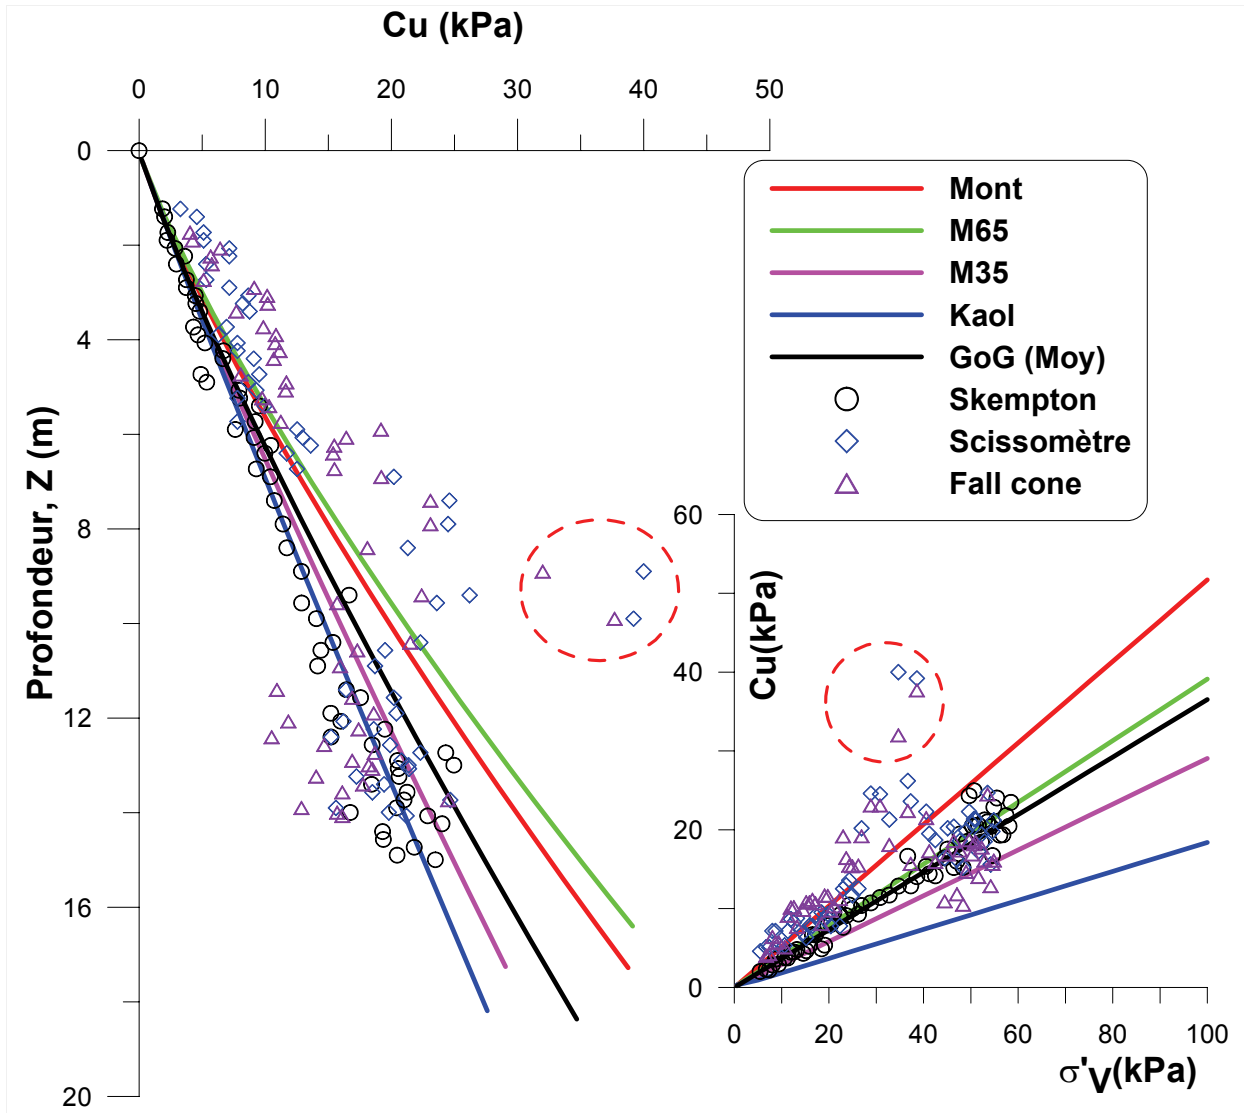 Cu (kPa)
0 10 20 30 40 50
0
4
8
12
16
20
Profondeur, Z (m)
Mont
M65
M35
Kaol
GoG (Moy)
Skempton
Scissomètre
Fall cone
60
40
20
0
Cu(kPa)
0 20 40 60 80 100
σ'V(kPa)